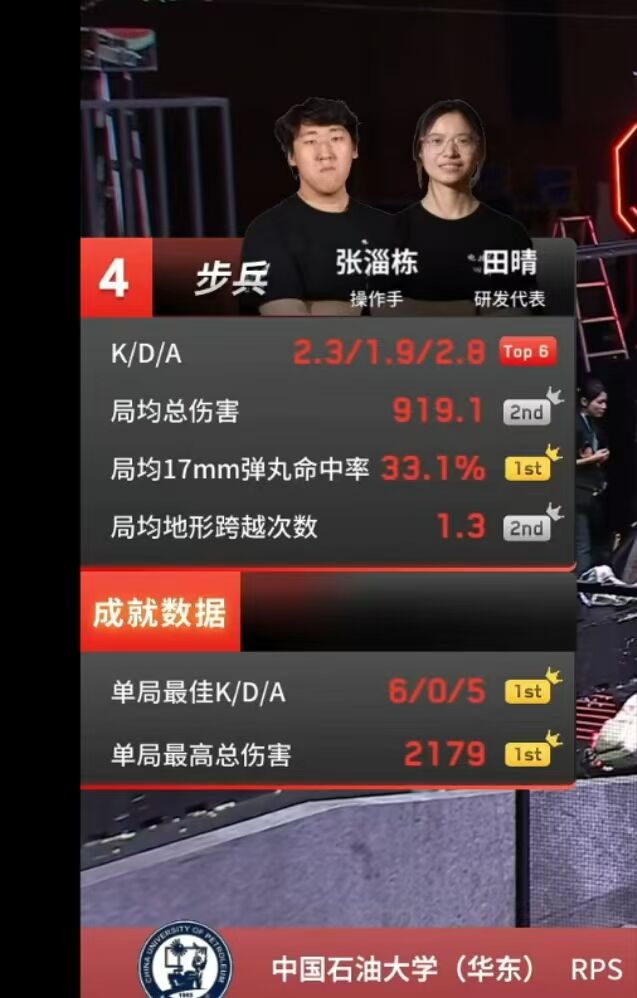 4 步兵 张淄栋 田晴
操作手 研发代表
K/D/A 2.3/1.9/2.8 Top 6
局均总伤害 919.1 2nd
局均17mm弹丸命中率 33.1% 1st
局均地形跨越次数 1.3 2nd
成就数据
单局最佳K/D/A 6/0/5 1st
单局最高总伤害 2179 1st
CHINA UNIVERSITY OF PETROLEUM
中国石油大学（华东） RPS